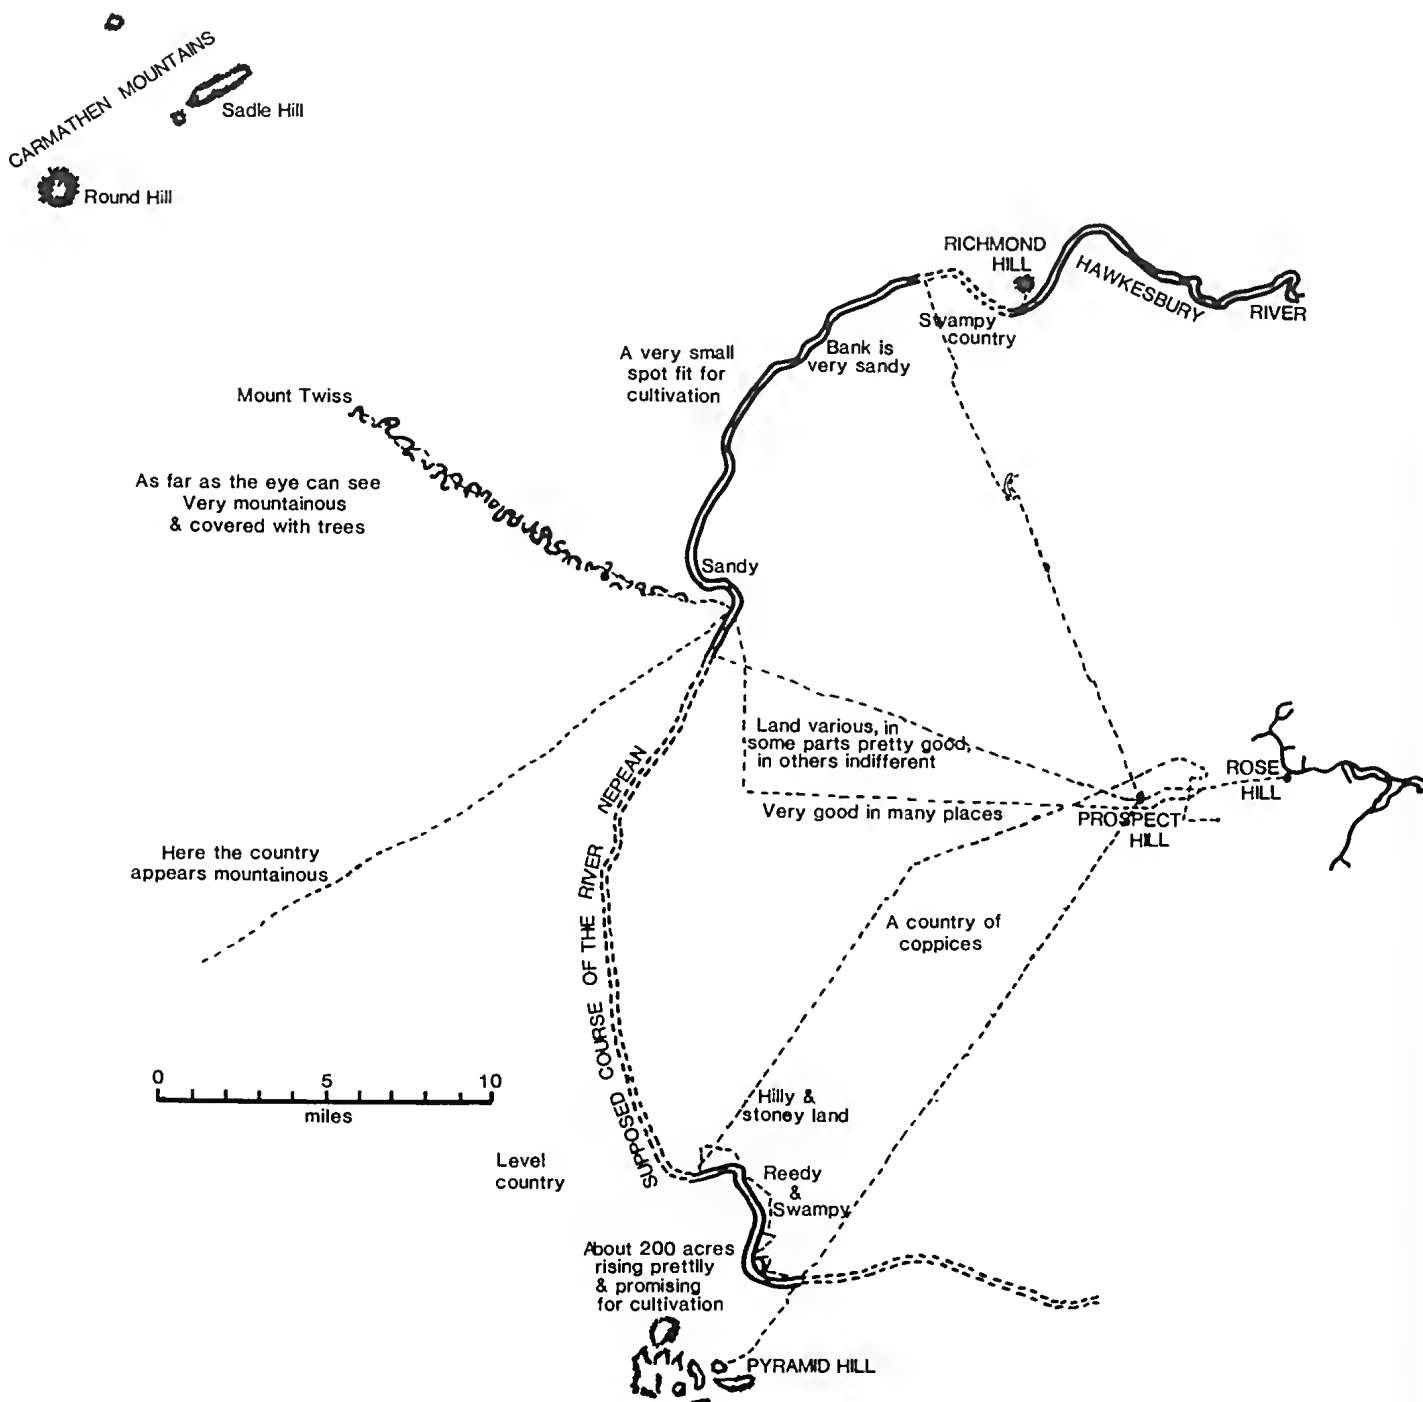 CARMATHEN MOUNTAINS
Sadle Hill
Round Hill
RICHMOND
HILL
HAWKESBURY
RIVER
Swampy
country
Bank is
very sandy
A very small
spot fit for
cultivation
Mount Twiss
As far as the eye can see
Very mountainous
& covered with trees
Sandy
Land various, in
some parts pretty good,
in others indifferent
Very good in many places
ROSE
HILL
PROSPECT
HILL
Here the country
appears mountainous
SUPPOSED COURSE OF THE RIVER NEPEAN
A country of
coppices
0 5 10
miles
Hilly &
stoney land
Level
country
Reedy
&
Swampy
About 200 acres
rising prettily
& promising
for cultivation
PYRAMID HILL